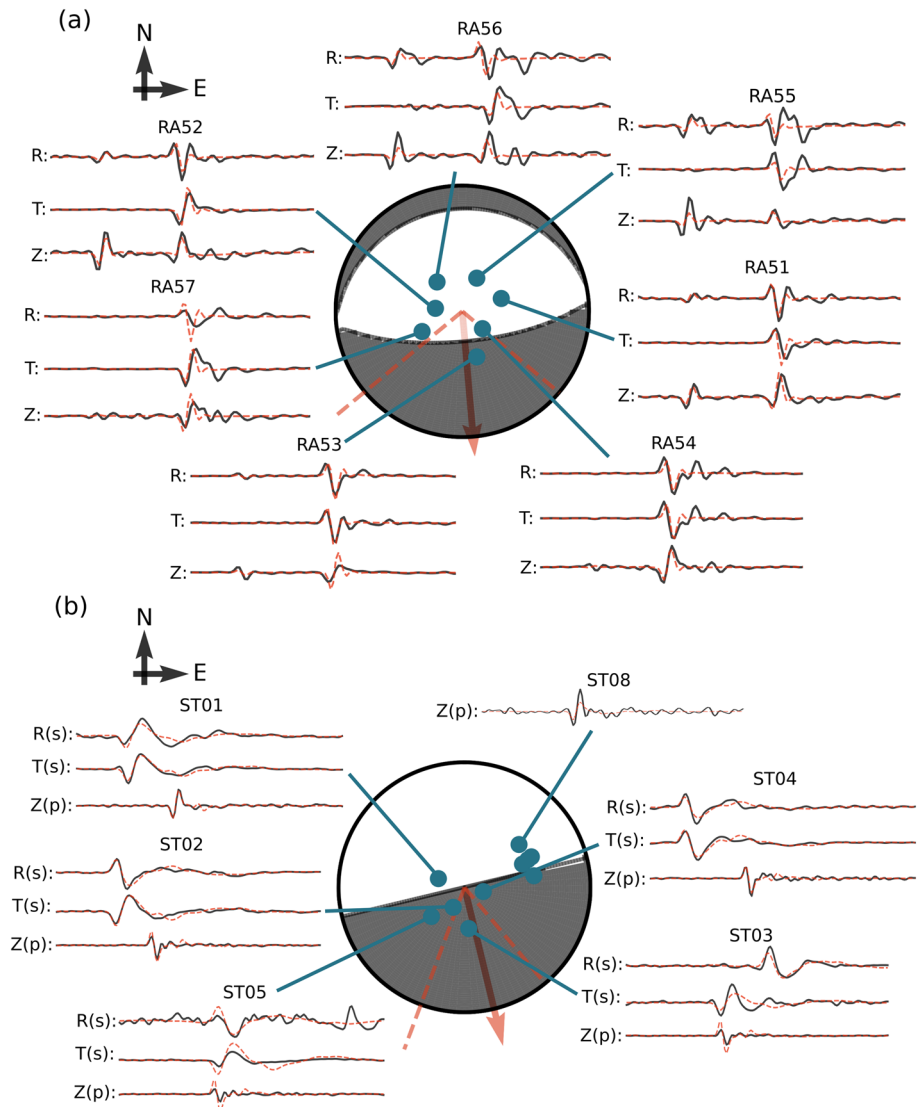 (a)
N
E
RA56
R:
T:
Z:
RA52
R:
T:
Z:
RA55
R:
T:
Z:
RA57
R:
T:
Z:
RA51
R:
T:
Z:
RA53
R:
T:
Z:
RA54
R:
T:
Z:
(b)
N
E
ST01
R(s):
T(s):
Z(p):
ST08
Z(p):
ST02
R(s):
T(s):
Z(p):
ST04
R(s):
T(s):
Z(p):
ST05
R(s):
T(s):
Z(p):
ST03
R(s):
T(s):
Z(p):